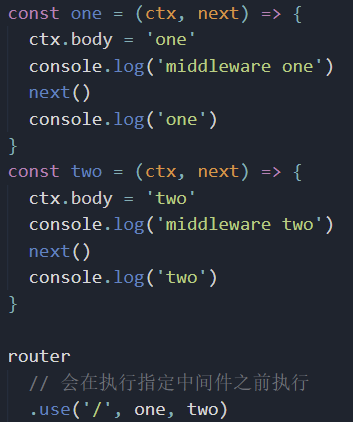 const one = (ctx, next) => {
  ctx.body = 'one'
  console.log('middleware one')
  next()
  console.log('one')
}
const two = (ctx, next) => {
  ctx.body = 'two'
  console.log('middleware two')
  next()
  console.log('two')
}

router
  // 会在执行指定中间件之前执行
  .use('/', one, two)